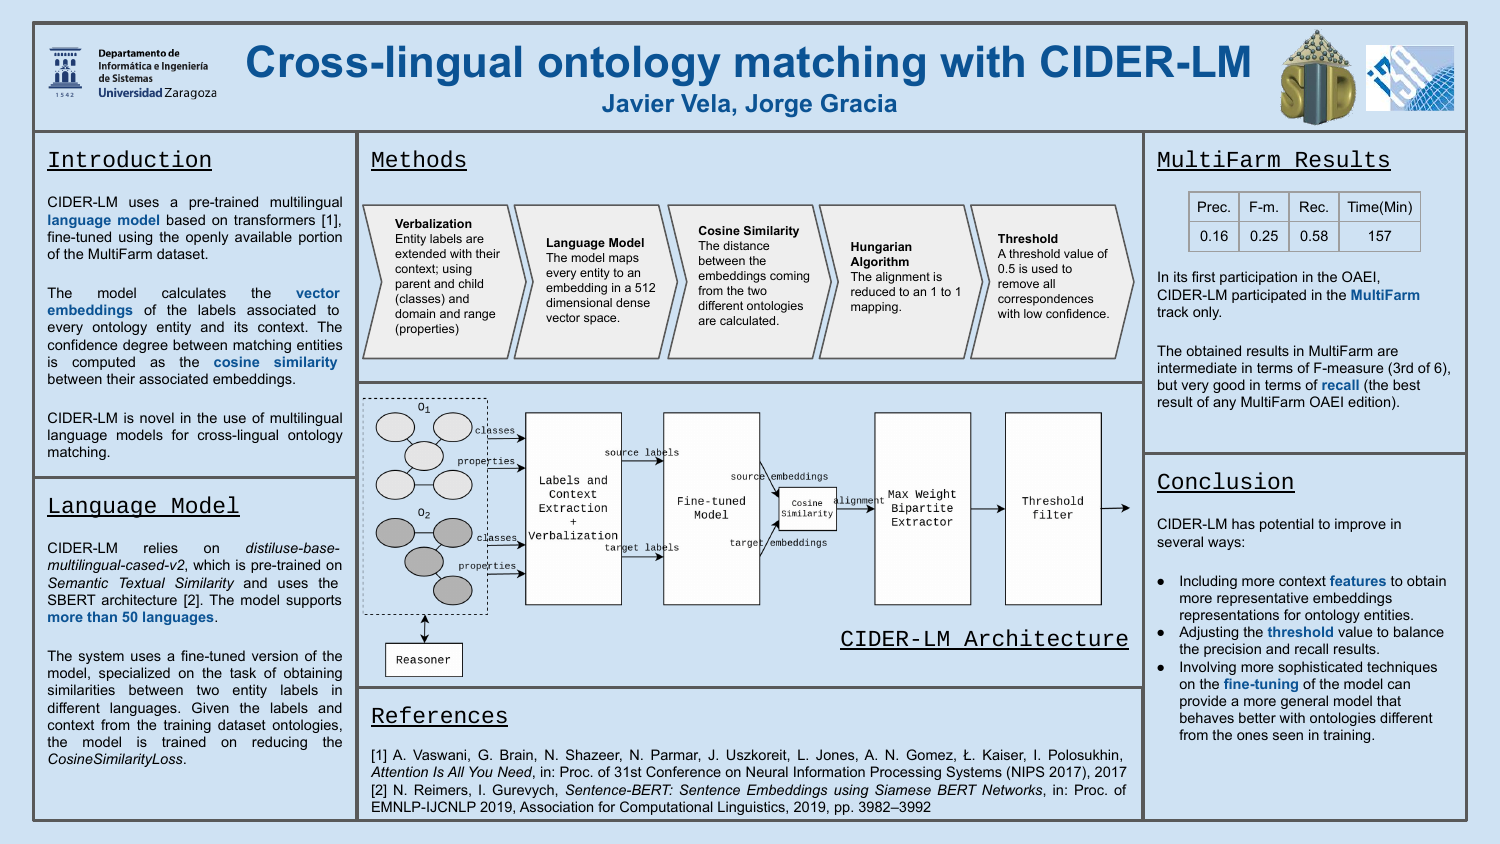 Departamento de
Informática e Ingeniería
de Sistemas
Universidad Zaragoza
1542
Cross-lingual ontology matching with CIDER-LM
Javier Vela, Jorge Gracia
SID
Introduction
CIDER-LM uses a pre-trained multilingual
language model based on transformers [1],
fine-tuned using the openly available portion
of the MultiFarm dataset.
The model calculates the vector
embeddings of the labels associated to
every ontology entity and its context. The
confidence degree between matching entities
is computed as the cosine similarity
between their associated embeddings.
CIDER-LM is novel in the use of multilingual
language models for cross-lingual ontology
matching.
Language Model
CIDER-LM relies on distiluse-base-
multilingual-cased-v2, which is pre-trained on
Semantic Textual Similarity and uses the
SBERT architecture [2]. The model supports
more than 50 languages.
The system uses a fine-tuned version of the
model, specialized on the task of obtaining
similarities between two entity labels in
different languages. Given the labels and
context from the training dataset ontologies,
the model is trained on reducing the
CosineSimilarityLoss.
Methods
Verbalization
Entity labels are
extended with their
context; using
parent and child
(classes) and
domain and range
(properties)
Language Model
The model maps
every entity to an
embedding in a 512
dimensional dense
vector space.
Cosine Similarity
The distance
between the
embeddings coming
from the two
different ontologies
are calculated.
Hungarian
Algorithm
The alignment is
reduced to an 1 to 1
mapping.
Threshold
A threshold value of
0.5 is used to
remove all
correspondences
with low confidence.
O1
classes
properties
O2
classes
properties
Reasoner
Labels and
Context
Extraction
+
Verbalization
source labels
target labels
Fine-tuned
Model
source embeddings
target embeddings
Cosine
Similarity
alignment
Max Weight
Bipartite
Extractor
Threshold
filter
CIDER-LM Architecture
References
[1] A. Vaswani, G. Brain, N. Shazeer, N. Parmar, J. Uszkoreit, L. Jones, A. N. Gomez, Ł. Kaiser, I. Polosukhin,
Attention Is All You Need, in: Proc. of 31st Conference on Neural Information Processing Systems (NIPS 2017), 2017
[2] N. Reimers, I. Gurevych, Sentence-BERT: Sentence Embeddings using Siamese BERT Networks, in: Proc. of
EMNLP-IJCNLP 2019, Association for Computational Linguistics, 2019, pp. 3982–3992
MultiFarm Results
Prec. F-m. Rec. Time(Min)
0.16 0.25 0.58 157
In its first participation in the OAEI,
CIDER-LM participated in the MultiFarm
track only.
The obtained results in MultiFarm are
intermediate in terms of F-measure (3rd of 6),
but very good in terms of recall (the best
result of any MultiFarm OAEI edition).
Conclusion
CIDER-LM has potential to improve in
several ways:
● Including more context features to obtain
more representative embeddings
representations for ontology entities.
● Adjusting the threshold value to balance
the precision and recall results.
● Involving more sophisticated techniques
on the fine-tuning of the model can
provide a more general model that
behaves better with ontologies different
from the ones seen in training.